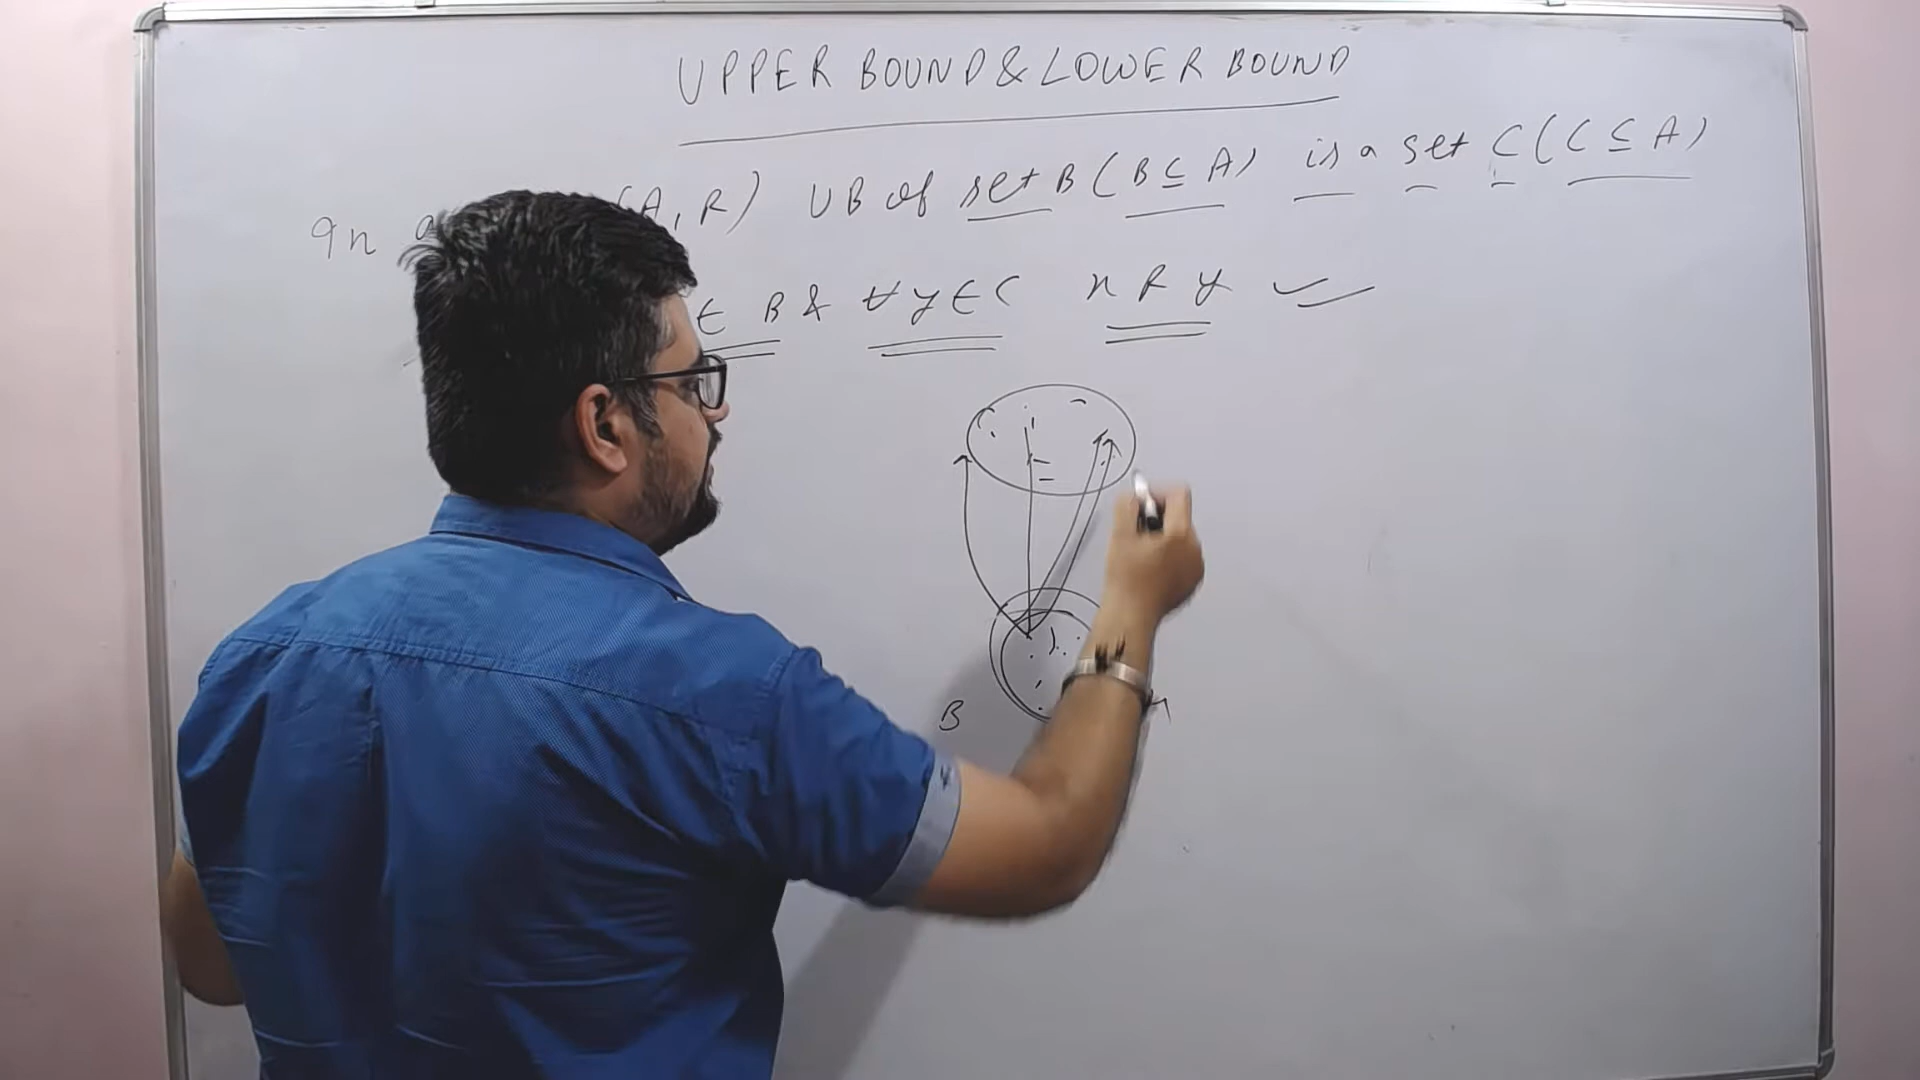 UPPER BOUND & LOWER BOUND
In (A, R) UB of set B (B ⊆ A) is a set C (C ⊆ A)
∈ B & ∀ y ∈ C x R y
B